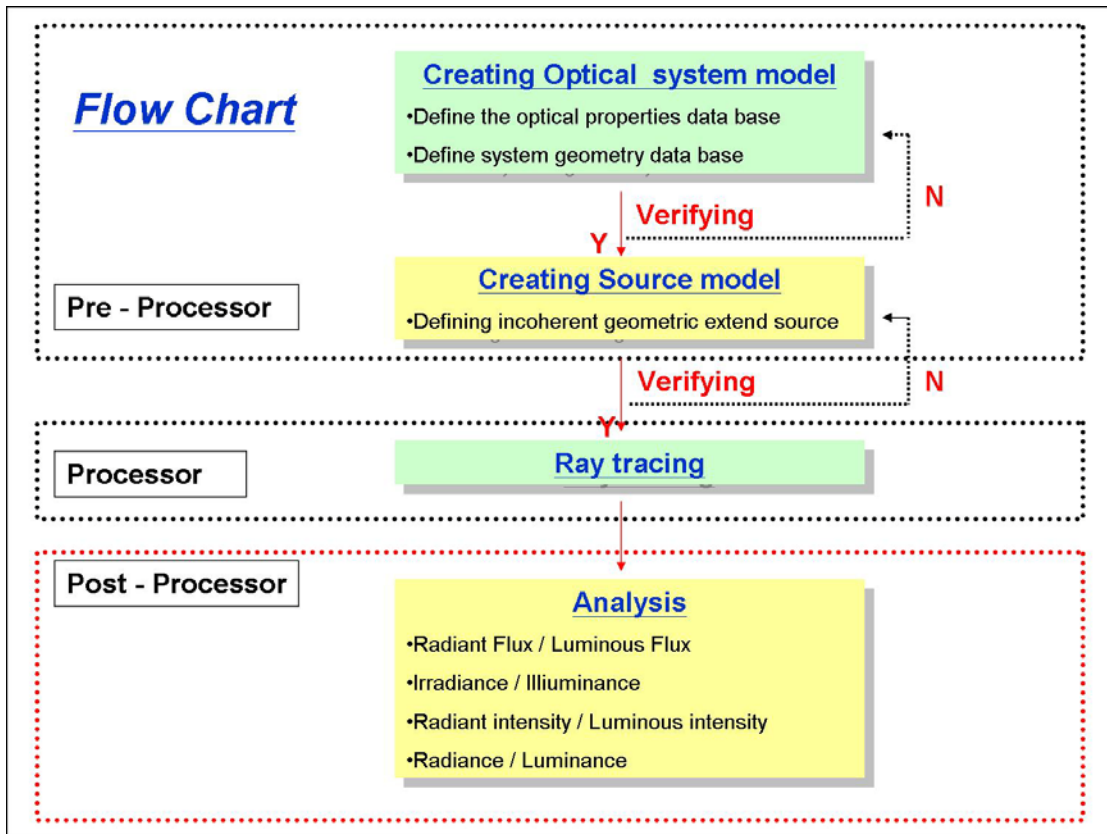 Flow Chart
Creating Optical system model
•Define the optical properties data base
•Define system geometry data base
Verifying
N
Y
Pre - Processor
Creating Source model
•Defining incoherent geometric extend source
Verifying
N
Y
Processor
Ray tracing
Post - Processor
Analysis
•Radiant Flux / Luminous Flux
•Irradiance / Illiuminance
•Radiant intensity / Luminous intensity
•Radiance / Luminance